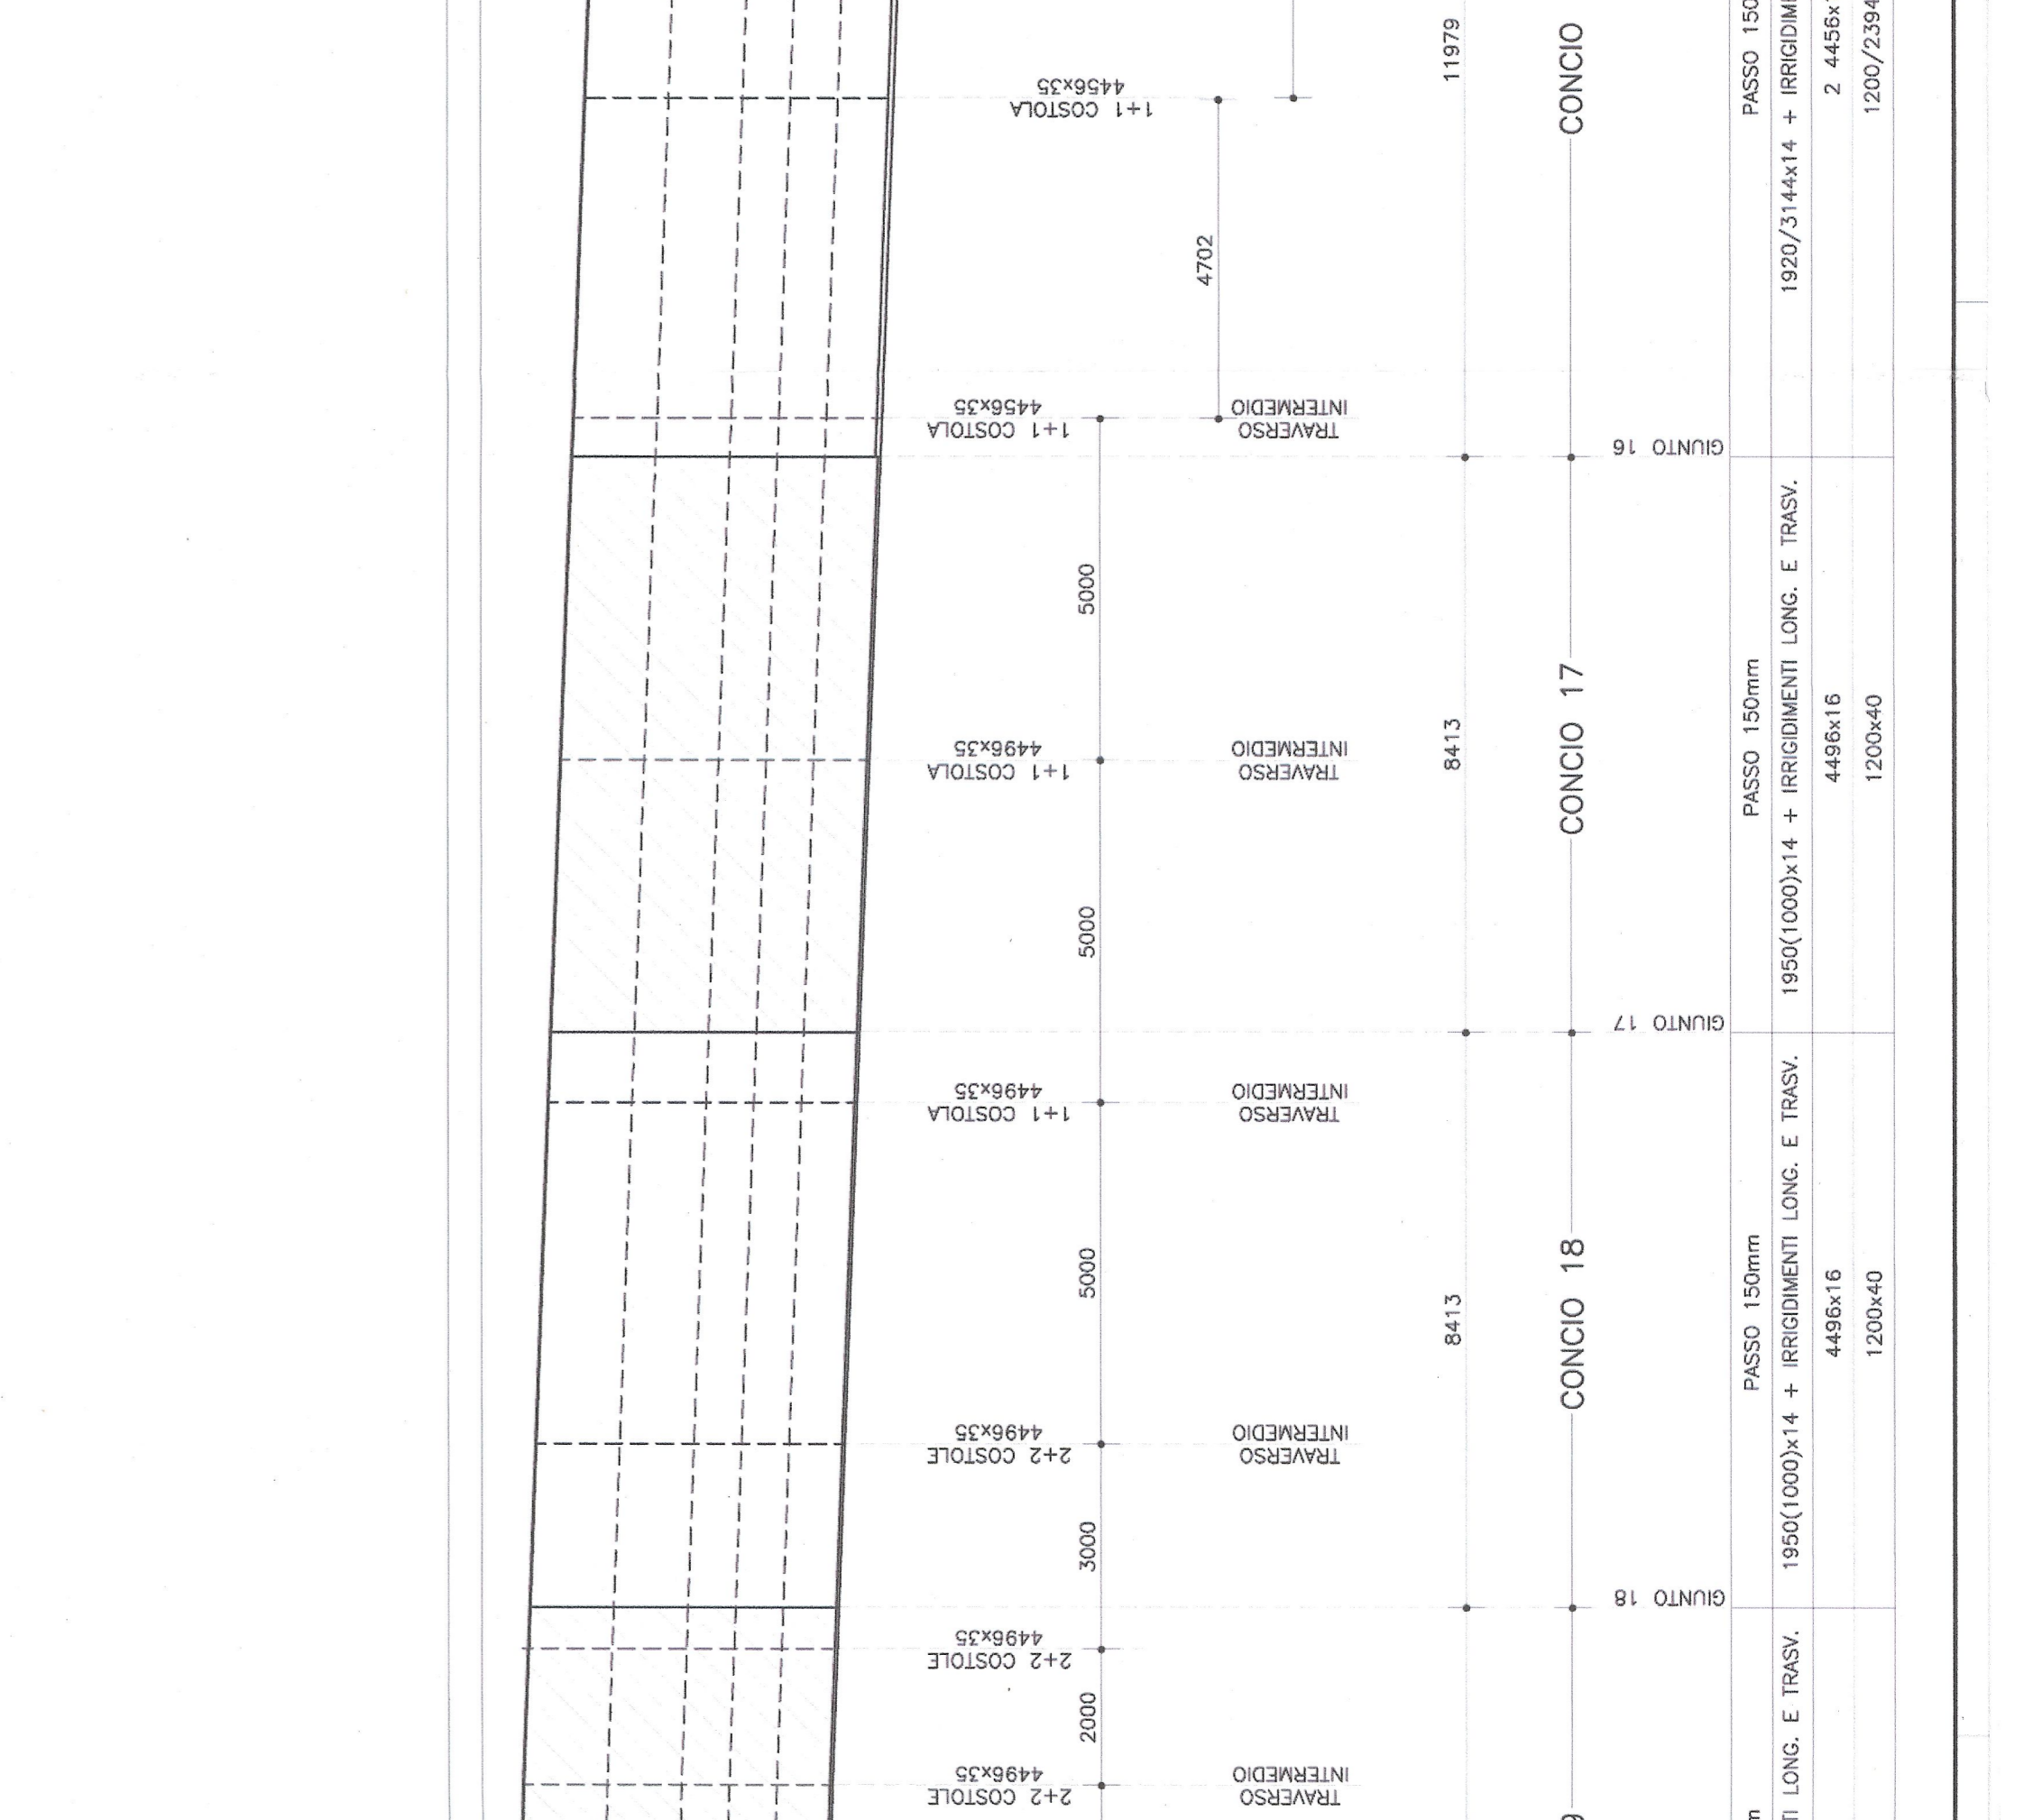 11979
CONCIO
PASSO 150
1920/3144x14 + IRRIGIDIME
2 4456x
1200/2394
1+1 COSTOLA
4456x35
4702
1+1 COSTOLA
4456x35
TRAVERSO
INTERMEDIO
GIUNTO 16
5000
1+1 COSTOLA
4496x35
TRAVERSO
INTERMEDIO
5000
8413
CONCIO 17
PASSO 150mm
1950(1000)x14 + IRRIGIDIMENTI LONG. E TRASV.
4496x16
1200x40
GIUNTO 17
1+1 COSTOLA
4496x35
TRAVERSO
INTERMEDIO
5000
2+2 COSTOLE
4496x35
TRAVERSO
INTERMEDIO
3000
8413
CONCIO 18
PASSO 150mm
1950(1000)x14 + IRRIGIDIMENTI LONG. E TRASV.
4496x16
1200x40
GIUNTO 18
2+2 COSTOLE
4496x35
2000
2+2 COSTOLE
4496x35
TRAVERSO
INTERMEDIO
TI LONG. E TRASV.